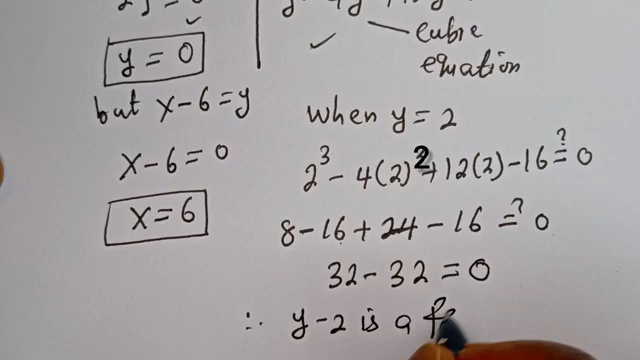 y = 0
but x-6=y
x-6=0
x=6
cubic
equation
when y=2
2³ - 4(2)² + 12(2) - 16 ≟ 0
8-16+24-16 ≟ 0
32-32=0
∴ y-2 is a